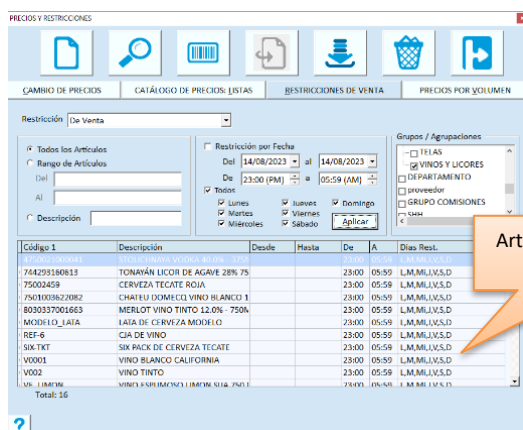 PRECIOS Y RESTRICCIONES
CAMBIO DE PRECIOS
CATÁLOGO DE PRECIOS: LISTAS
RESTRICCIONES DE VENTA
PRECIOS POR VOLUMEN
Restricción De Venta
Todos los Artículos
Rango de Artículos
Del
Al
Descripción
Restricción por Fecha
Del 14/08/2023 al 14/08/2023
De 23:00 (PM) a 05:59 (AM)
Todos
Lunes Jueves Domingo
Martes Viernes
Miércoles Sábado
Aplicar
Grupos / Agrupaciones
TELAS
VINOS Y LICORES
DEPARTAMENTO
proveedor
GRUPO COMISIONES
SHH
Art
Código 1 Descripción Desde Hasta De A Dias Rest.
STOLICHNAYA VODKA 40.0% - 23:00 05:59 L,M,Mi,J,V,S,D
744293160613 TONAYÁN LICOR DE AGAVE 28% 75 23:00 05:59 L,M,Mi,J,V,S,D
75002459 CERVEZA TECATE ROJA 23:00 05:59 L,M,Mi,J,V,S,D
7501003622082 CHATEU DOMECQ VINO BLANCO 1 23:00 05:59 L,M,Mi,J,V,S,D
8030337001663 MERLOT VINO TINTO 12.0% - 750M 23:00 05:59 L,M,Mi,J,V,S,D
MODELO_LATA LATA DE CERVEZA MODELO 23:00 05:59 L,M,Mi,J,V,S,D
REF-6 CJA DE VINO 23:00 05:59 L,M,Mi,J,V,S,D
SIX-TKT SIX PACK DE CERVEZA TECATE 23:00 05:59 L,M,Mi,J,V,S,D
V0001 VINO BLANCO CALIFORNIA 23:00 05:59 L,M,Mi,J,V,S,D
V002 VINO TINTO 23:00 05:59 L,M,Mi,J,V,S,D
VE_LIMON VINO ESPUMOSO LIMON SUA 750 23:00 05:59 L,M,Mi,J,V,S,D
Total: 16
?